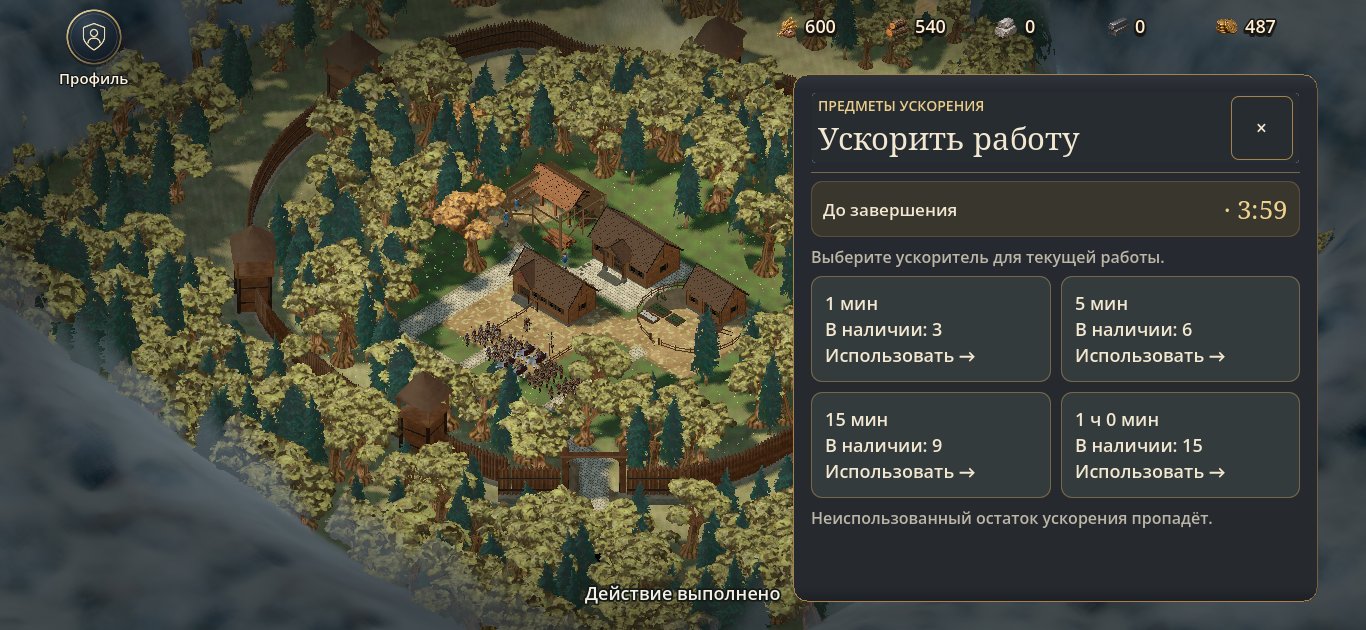 Профиль
600
540
0
0
487
ПРЕДМЕТЫ УСКОРЕНИЯ
Ускорить работу
×
До завершения
· 3:59
Выберите ускоритель для текущей работы.
1 мин
В наличии: 3
Использовать →
5 мин
В наличии: 6
Использовать →
15 мин
В наличии: 9
Использовать →
1 ч 0 мин
В наличии: 15
Использовать →
Неиспользованный остаток ускорения пропадёт.
Действие выполнено